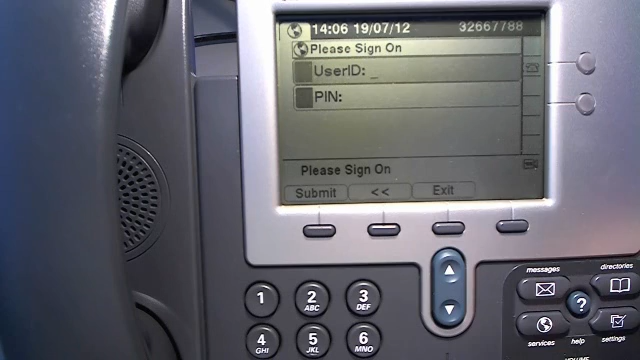 14:06 19/07/12 32667788
Please Sign On
UserID: _
PIN:
Please Sign On
Submit << Exit
messages directories
1 2 ABC 3 DEF
?
4 GHI 5 JKL 6 MNO
services help settings
VOLUME